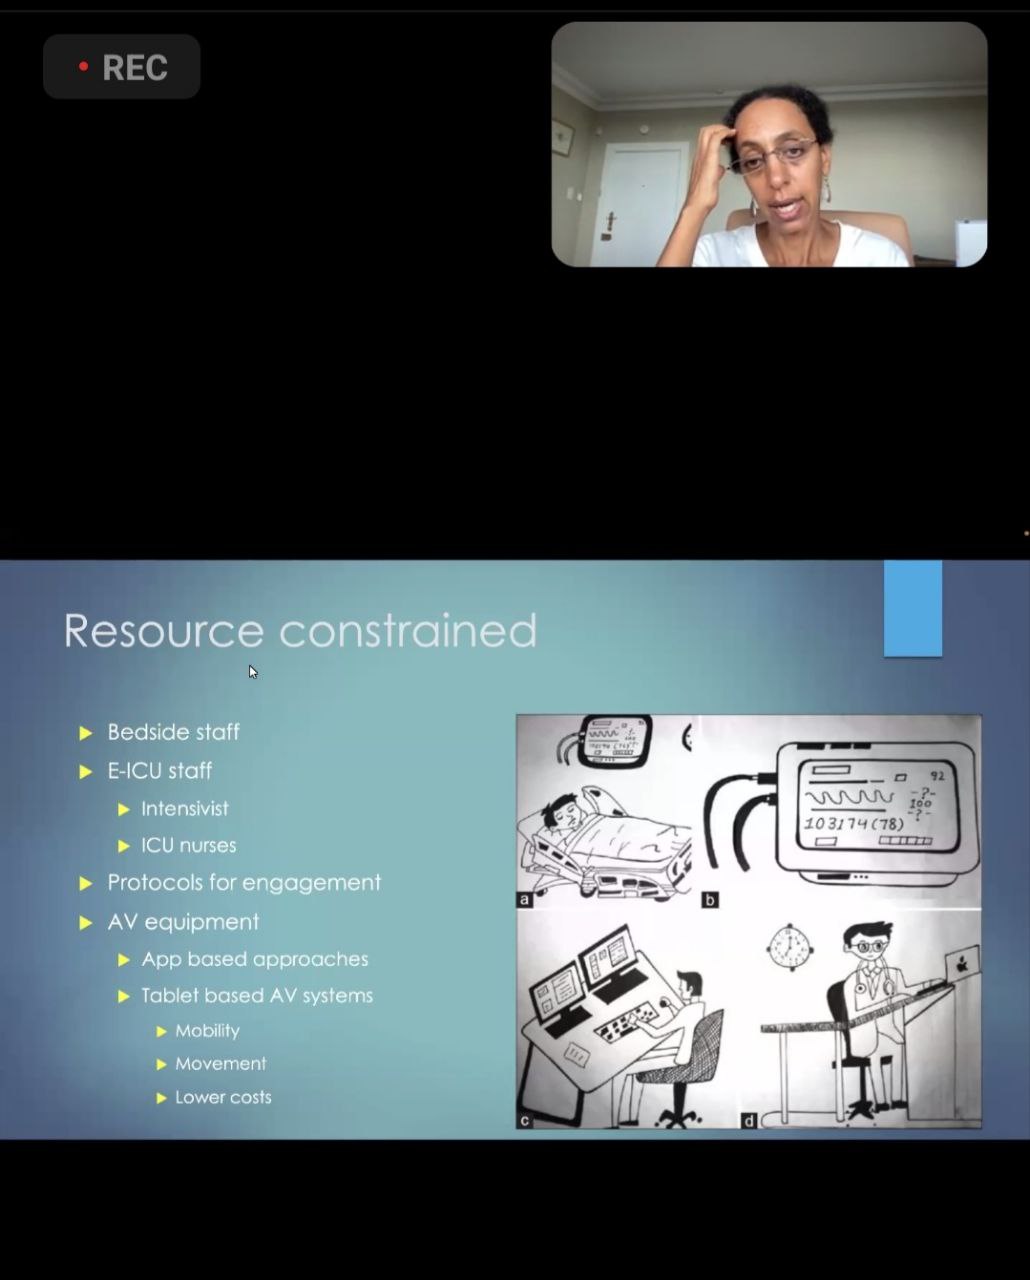 REC
Resource constrained
Bedside staff
E-ICU staff
Intensivist
ICU nurses
Protocols for engagement
AV equipment
App based approaches
Tablet based AV systems
Mobility
Movement
Lower costs
a
b
92
-?-
100
-?-
103174(78)
c
d